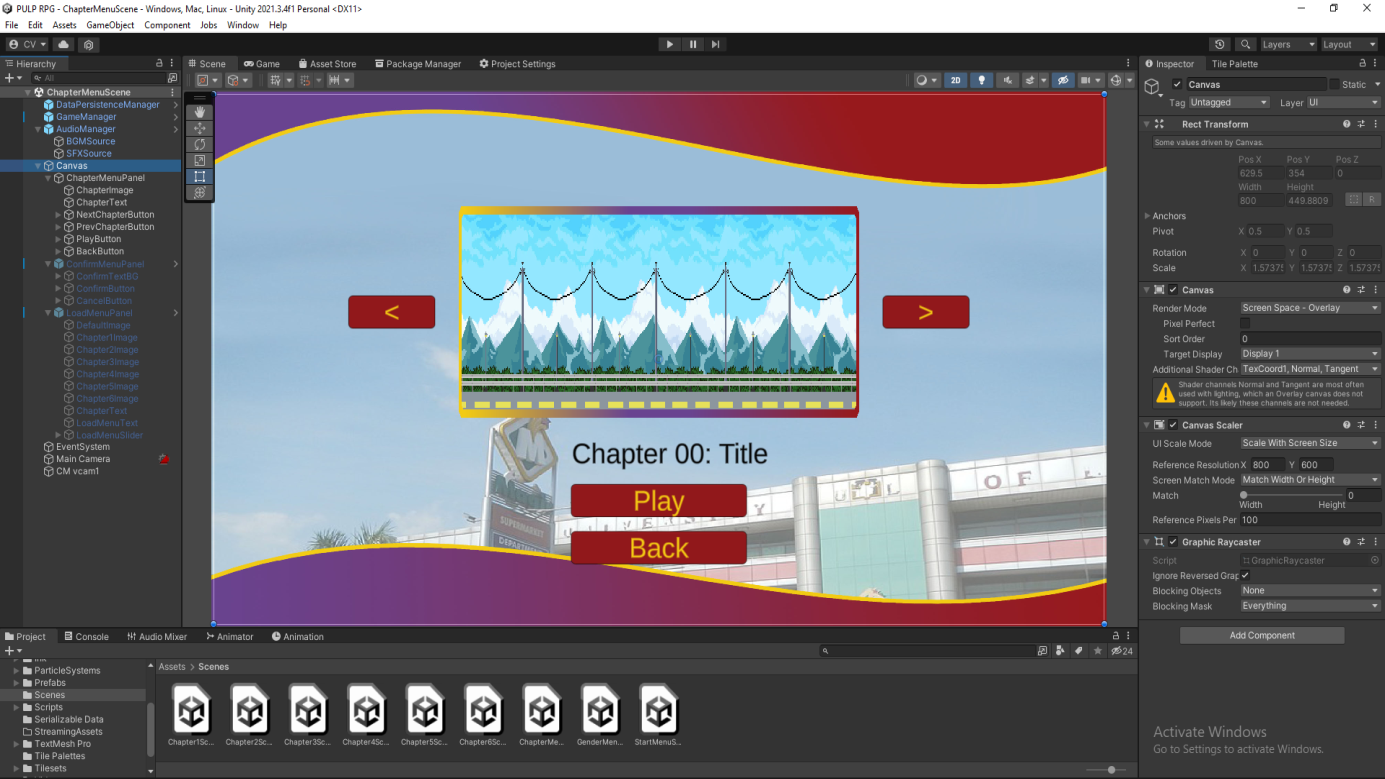 PULP RPG - ChapterMenuScene - Windows, Mac, Linux - Unity 2021.3.4f1 Personal <DX11>
File Edit Assets GameObject Component Jobs Window Help
CV
Layers
Layout
Hierarchy
All
ChapterMenuScene
DataPersistenceManager
GameManager
AudioManager
BGMSource
SFXSource
Canvas
ChapterMenuPanel
ChapterImage
ChapterText
NextChapterButton
PrevChapterButton
PlayButton
BackButton
ConfirmMenuPanel
ConfirmTextBG
ConfirmButton
CancelButton
LoadMenuPanel
DefaultImage
Chapter1Image
Chapter2Image
Chapter3Image
Chapter4Image
Chapter5Image
Chapter6Image
ChapterText
LoadMenuText
LoadMenuSlider
EventSystem
Main Camera
CM vcam1
Scene Game Asset Store Package Manager Project Settings
2D
<
>
Chapter 00: Title
Play
Back
SUPERMARKET
UNIVERSITY
OF
Inspector Tile Palette
Canvas
Static
Tag Untagged Layer UI
Rect Transform
Some values driven by Canvas.
Pos X Pos Y Pos Z
629.5 354 0
Width Height
800 449.8809
R
Anchors
Pivot X 0.5 Y 0.5
Rotation X 0 Y 0 Z 0
Scale X 1.57375 Y 1.57375 Z 1.57375
Canvas
Render Mode Screen Space - Overlay
Pixel Perfect
Sort Order 0
Target Display Display 1
Additional Shader Ch TexCoord1, Normal, Tangent
Shader channels Normal and Tangent are most often
used with lighting, which an Overlay canvas does not
support. Its likely these channels are not needed.
Canvas Scaler
UI Scale Mode Scale With Screen Size
Reference Resolution X 800 Y 600
Screen Match Mode Match Width Or Height
Match 0
Width Height
Reference Pixels Per 100
Graphic Raycaster
Script GraphicRaycaster
Ignore Reversed Grap
Blocking Objects None
Blocking Mask Everything
Add Component
Project Console Audio Mixer Animator Animation
24
ParticleSystems
Prefabs
Scenes
Scripts
Serializable Data
StreamingAssets
TextMesh Pro
Tile Palettes
Tilesets
Assets > Scenes
Chapter1Sc... Chapter2Sc... Chapter3Sc... Chapter4Sc... Chapter5Sc... Chapter6Sc... ChapterMe... GenderMen... StartMenuS...
Activate Windows
Go to Settings to activate Windows.